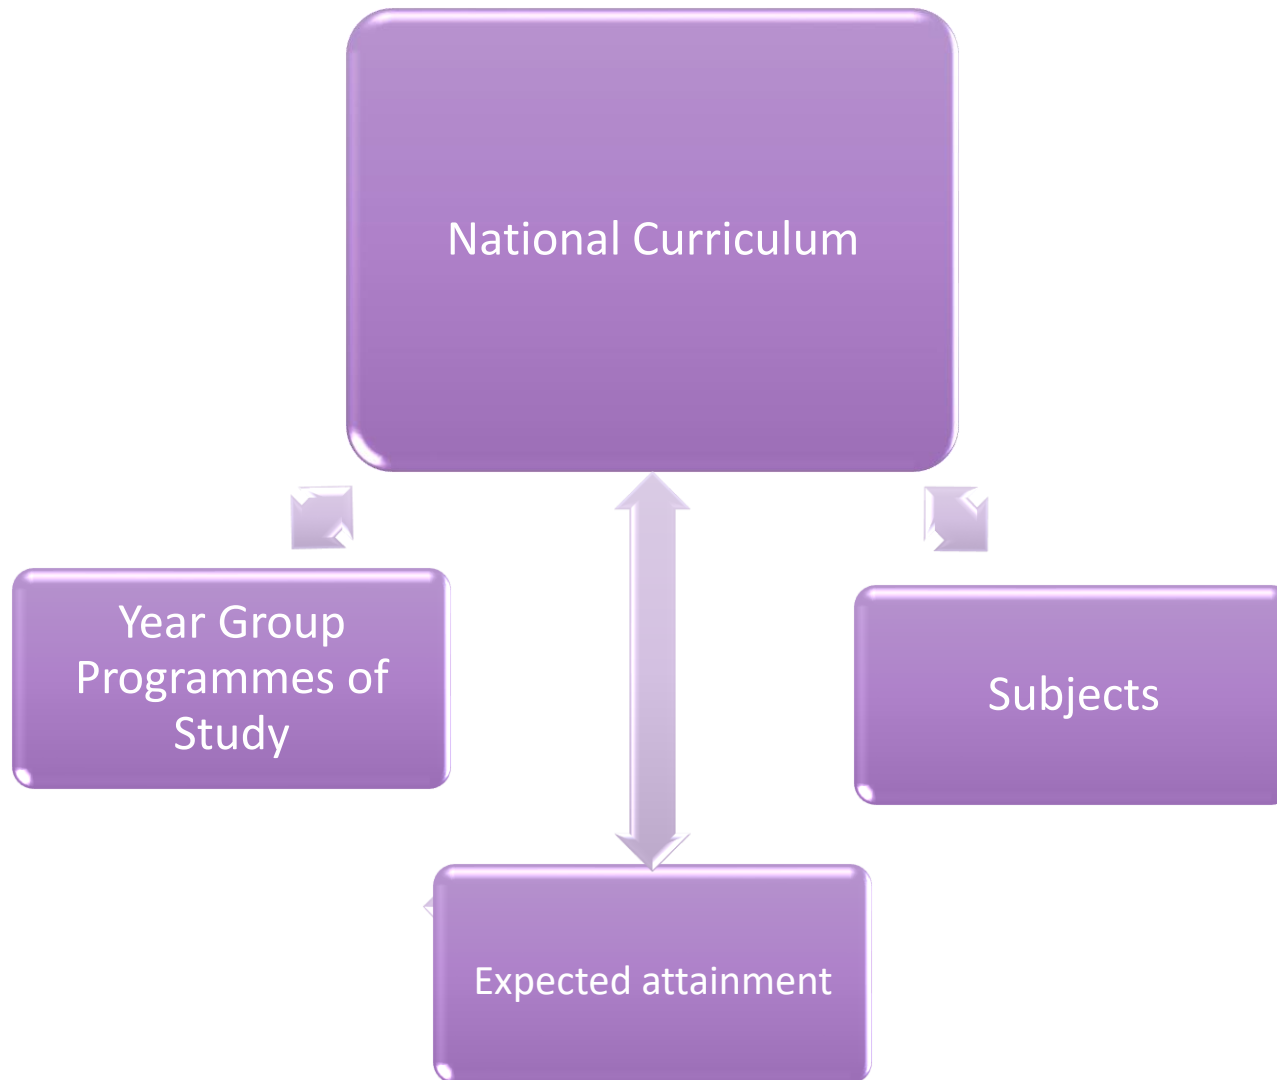 National Curriculum
Year Group
Programmes of
Study
Subjects
Expected attainment